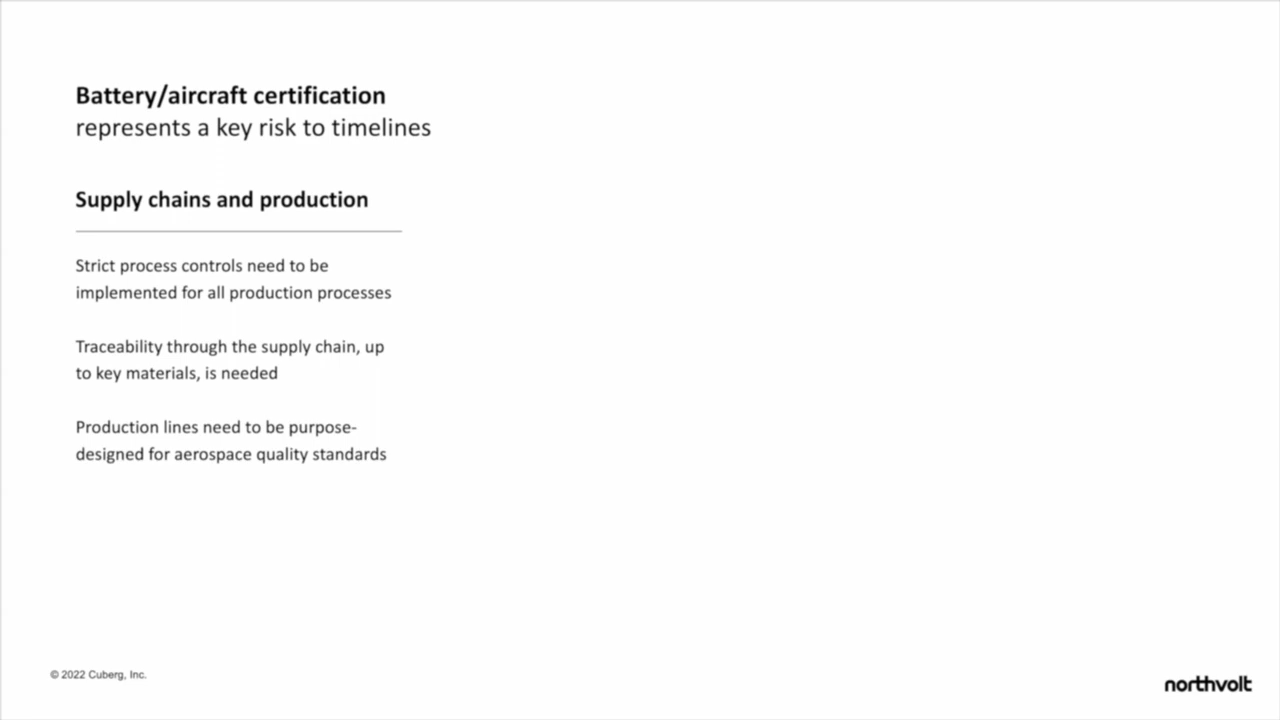 Battery/aircraft certification
represents a key risk to timelines
Supply chains and production
Strict process controls need to be
implemented for all production processes
Traceability through the supply chain, up
to key materials, is needed
Production lines need to be purpose-
designed for aerospace quality standards
© 2022 Cuberg, Inc.
northvolt